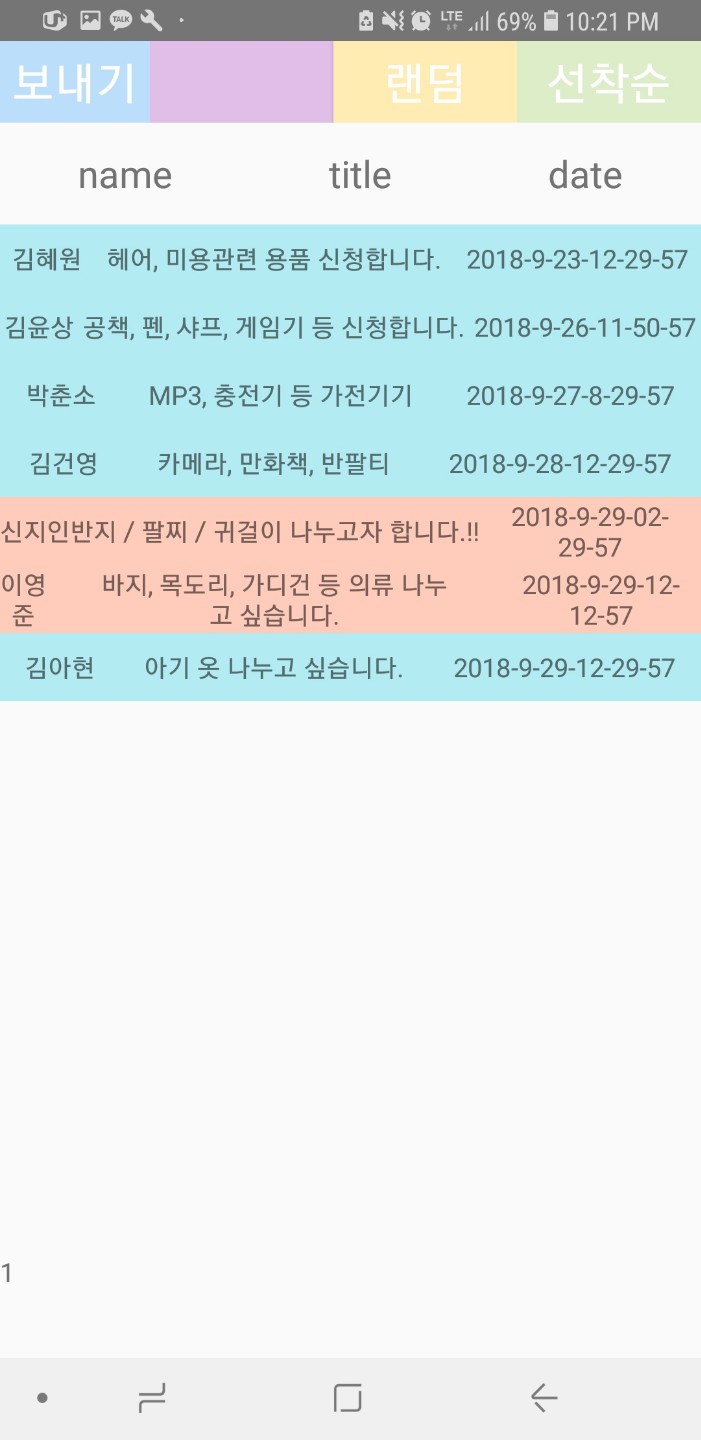 TALK LTE 69% 10:21 PM
보내기 랜덤 선착순
name title date
김혜원 헤어, 미용관련 용품 신청합니다. 2018-9-23-12-29-57
김윤상 공책, 펜, 샤프, 게임기 등 신청합니다. 2018-9-26-11-50-57
박춘소 MP3, 충전기 등 가전기기 2018-9-27-8-29-57
김건영 카메라, 만화책, 반팔티 2018-9-28-12-29-57
신지인반지 / 팔찌 / 귀걸이 나누고자 합니다.!! 2018-9-29-02-
29-57
이영 바지, 목도리, 가디건 등 의류 나누 2018-9-29-12-
준 고 싶습니다. 12-57
김아현 아기 옷 나누고 싶습니다. 2018-9-29-12-29-57
1